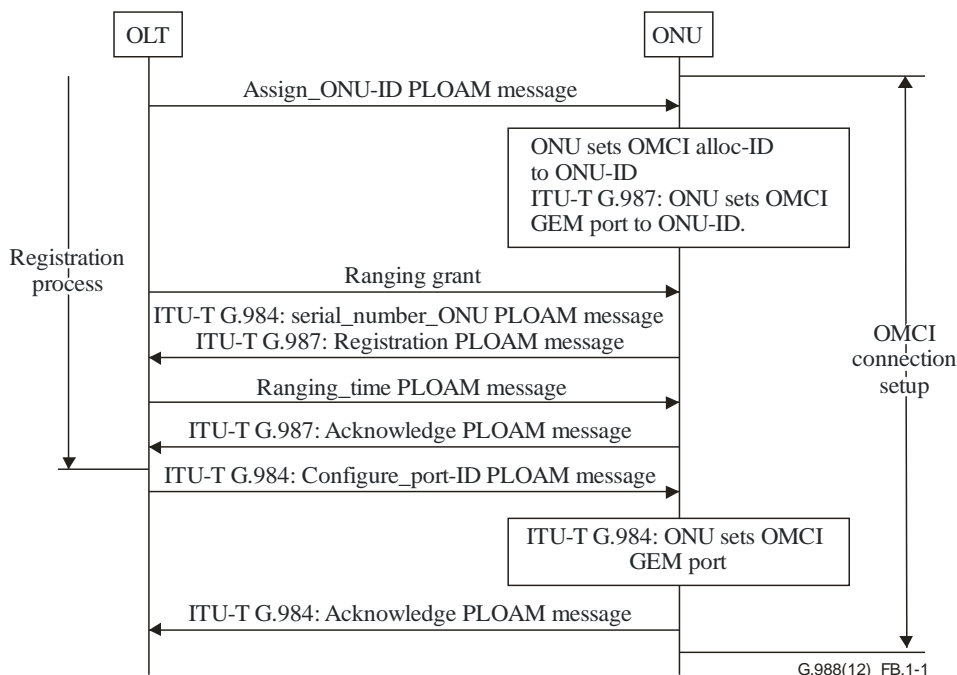 OLT
ONU
Assign_ONU-ID PLOAM message
ONU sets OMCI alloc-ID
to ONU-ID
ITU-T G.987: ONU sets OMCI
GEM port to ONU-ID.
Registration
process
Ranging grant
ITU-T G.984: serial_number_ONU PLOAM message
ITU-T G.987: Registration PLOAM message
OMCI
connection
setup
Ranging_time PLOAM message
ITU-T G.987: Acknowledge PLOAM message
ITU-T G.984: Configure_port-ID PLOAM message
ITU-T G.984: ONU sets OMCI
GEM port
ITU-T G.984: Acknowledge PLOAM message
G.988(12)_FB.1-1